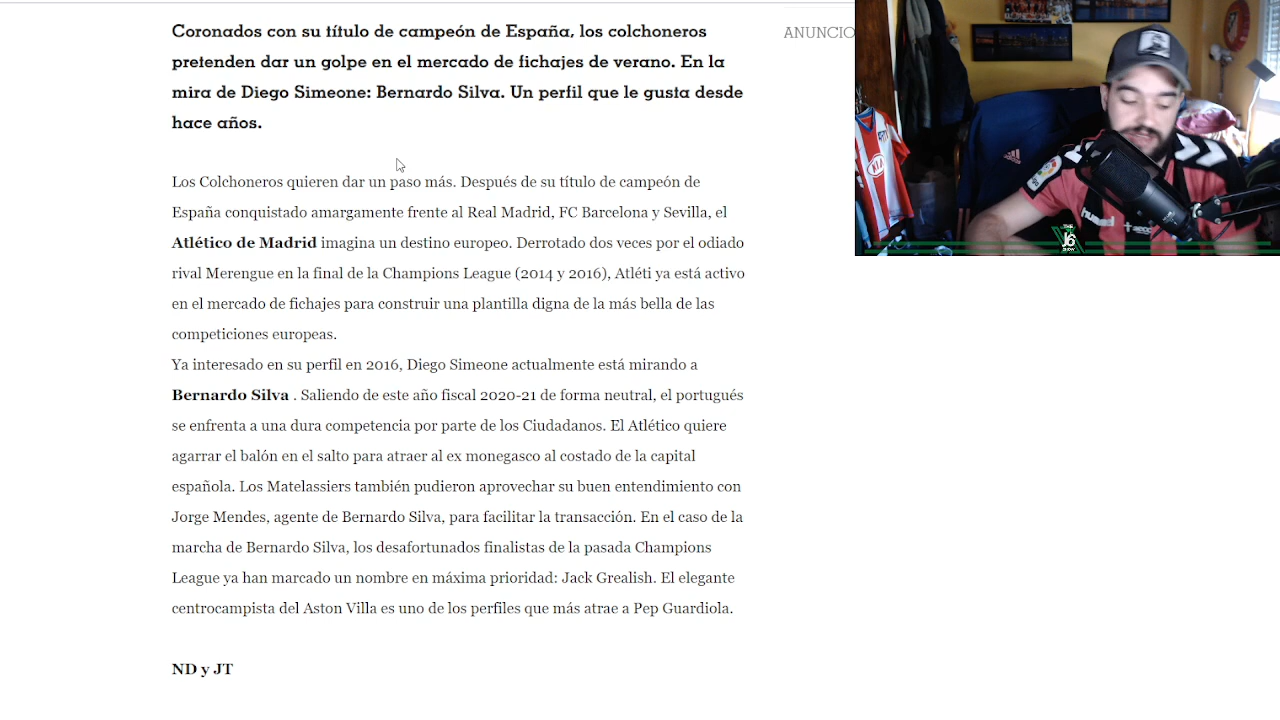 Coronados con su título de campeón de España, los colchoneros
pretenden dar un golpe en el mercado de fichajes de verano. En la
mira de Diego Simeone: Bernardo Silva. Un perfil que le gusta desde
hace años.
ANUNCIO
Los Colchoneros quieren dar un paso más. Después de su título de campeón de
España conquistado amargamente frente al Real Madrid, FC Barcelona y Sevilla, el
Atlético de Madrid imagina un destino europeo. Derrotado dos veces por el odiado
rival Merengue en la final de la Champions League (2014 y 2016), Atléti ya está activo
en el mercado de fichajes para construir una plantilla digna de la más bella de las
competiciones europeas.
Ya interesado en su perfil en 2016, Diego Simeone actualmente está mirando a
Bernardo Silva . Saliendo de este año fiscal 2020-21 de forma neutral, el portugués
se enfrenta a una dura competencia por parte de los Ciudadanos. El Atlético quiere
agarrar el balón en el salto para atraer al ex monegasco al costado de la capital
española. Los Matelassiers también pudieron aprovechar su buen entendimiento con
Jorge Mendes, agente de Bernardo Silva, para facilitar la transacción. En el caso de la
marcha de Bernardo Silva, los desafortunados finalistas de la pasada Champions
League ya han marcado un nombre en máxima prioridad: Jack Grealish. El elegante
centrocampista del Aston Villa es uno de los perfiles que más atrae a Pep Guardiola.
ND y JT
KIA
hummel
THE
J6
SHOW